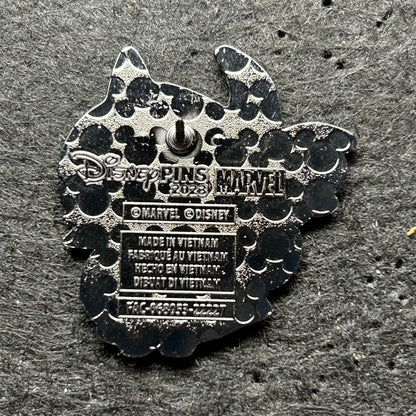 Disney PINS MARVEL
2023
©MARVEL ©DISNEY
MADE IN VIETNAM
FABRIQUÉ AU VIETNAM
HECHO EN VIETNAM
DIBUAT DI VIETNAM